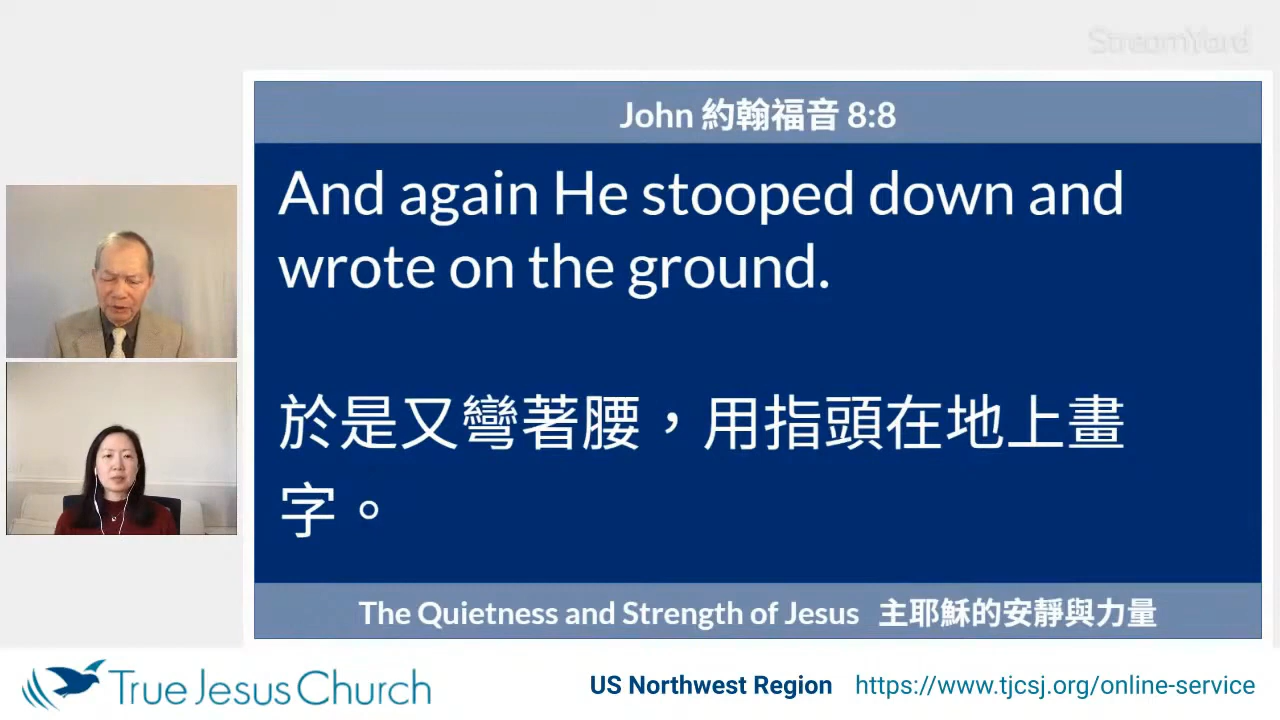 StreamYard
John 約翰福音 8:8
And again He stooped down and
wrote on the ground.
於是又彎著腰，用指頭在地上畫
字。
The Quietness and Strength of Jesus 主耶穌的安靜與力量
True Jesus Church
US Northwest Region https://www.tjcsj.org/online-service